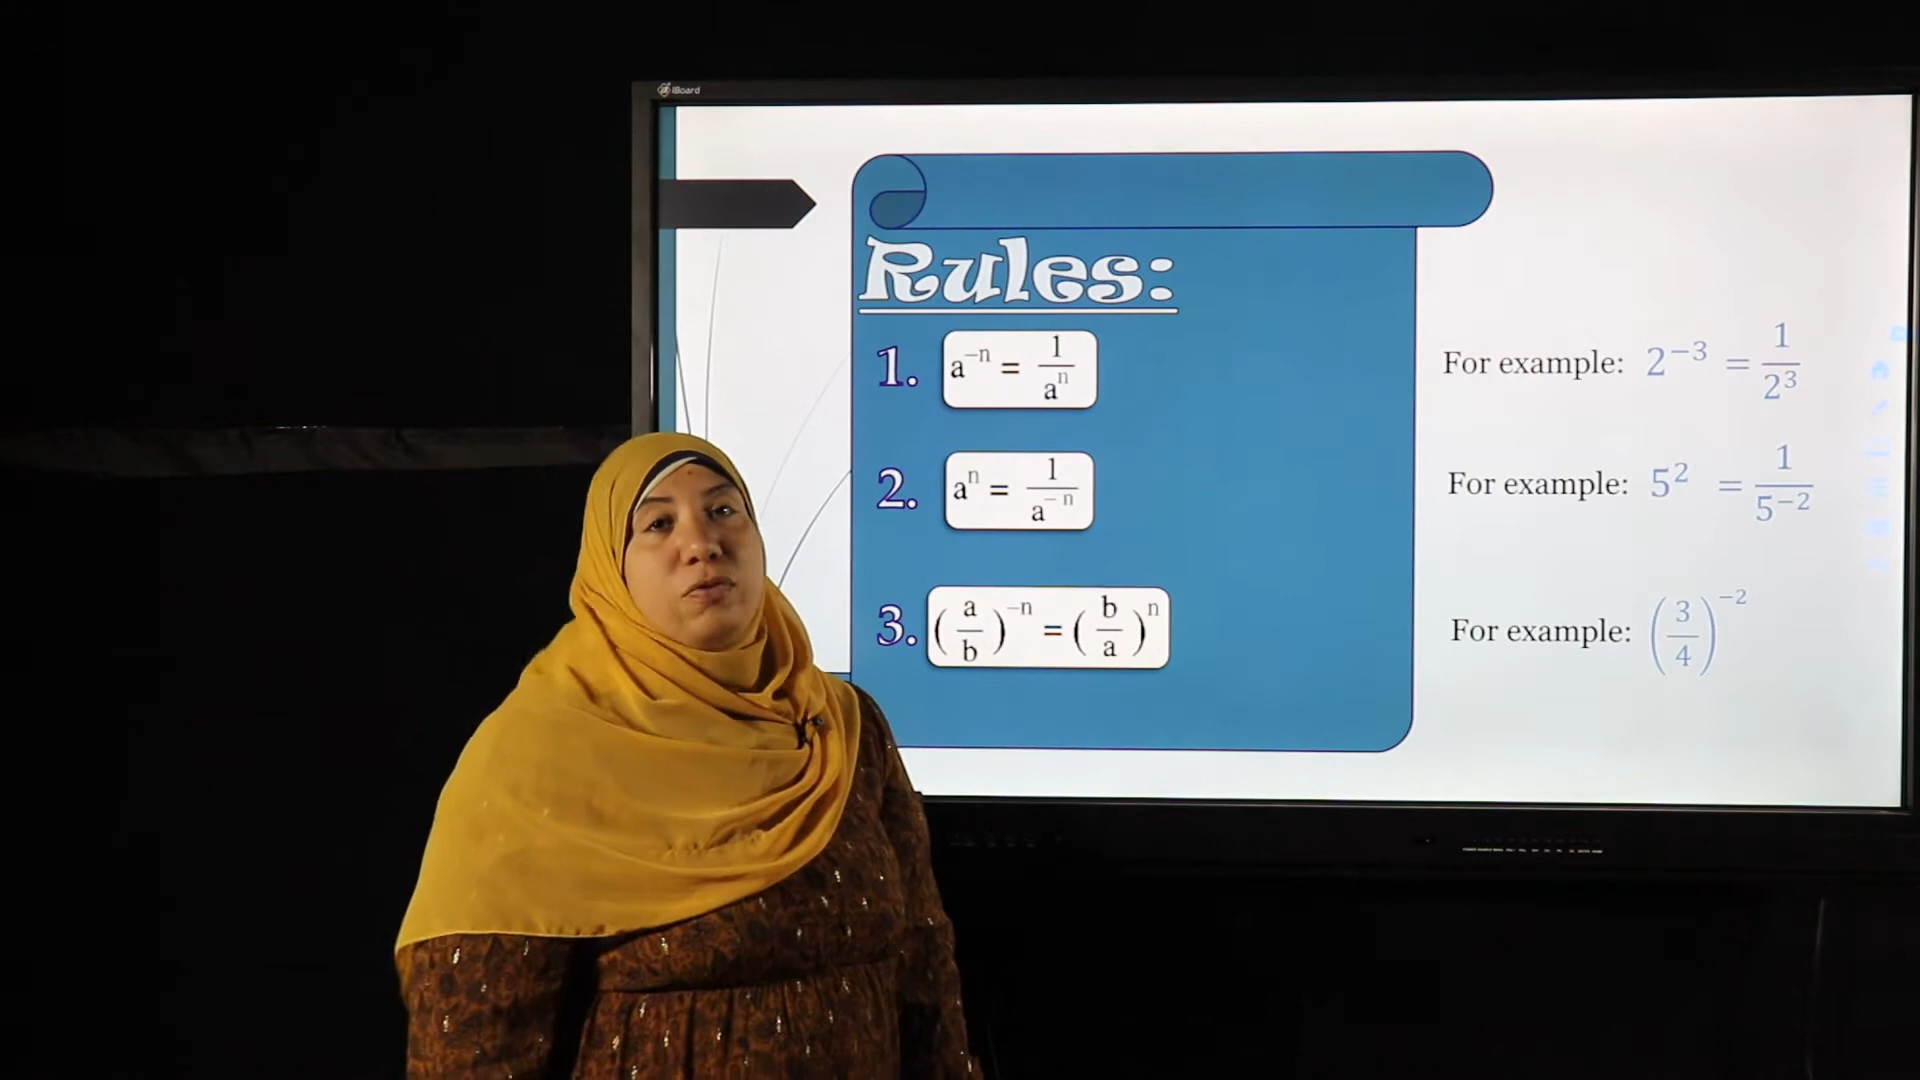 iBoard
Rules:
1. a⁻ⁿ = 1/aⁿ
For example: 2⁻³ = 1/2³
2. aⁿ = 1/a⁻ⁿ
For example: 5² = 1/5⁻²
3. (a/b)⁻ⁿ = (b/a)ⁿ
For example: (3/4)⁻²